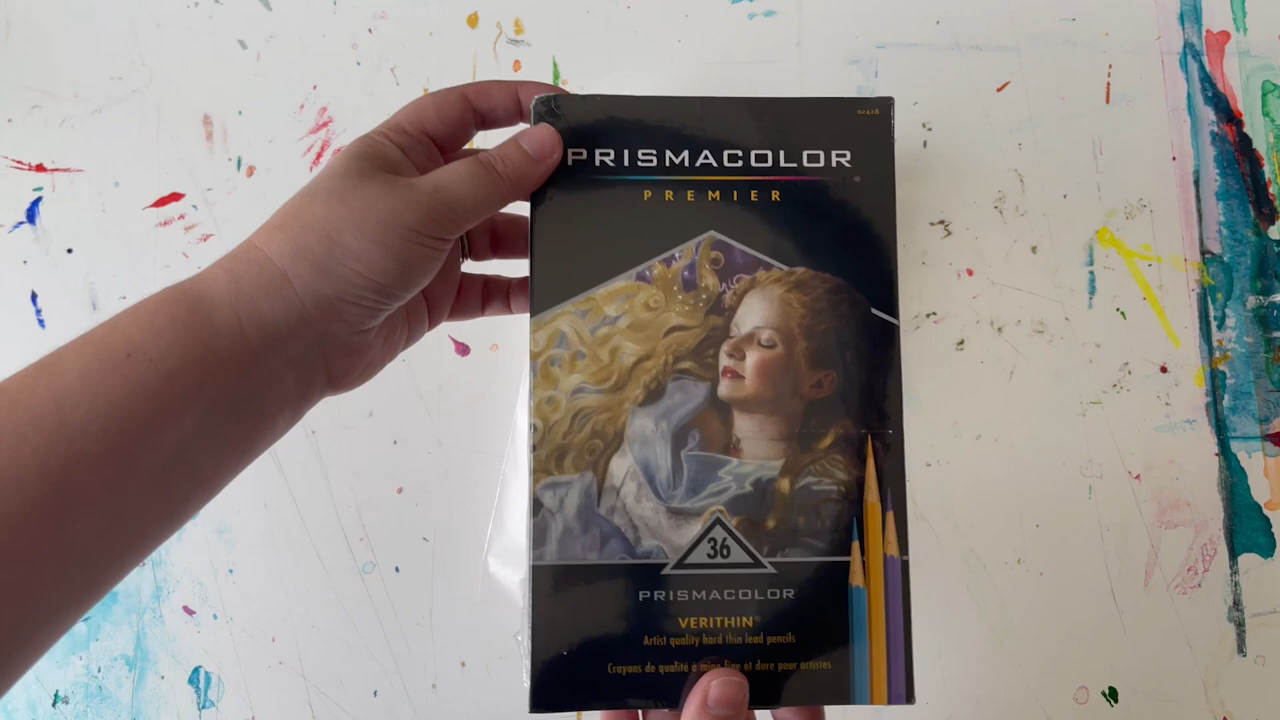 02428
PRISMACOLOR
PREMIER
36
PRISMACOLOR
VERITHIN®
Artist quality hard thin lead pencils
Crayons de qualité à mine fine et dure pour artistes